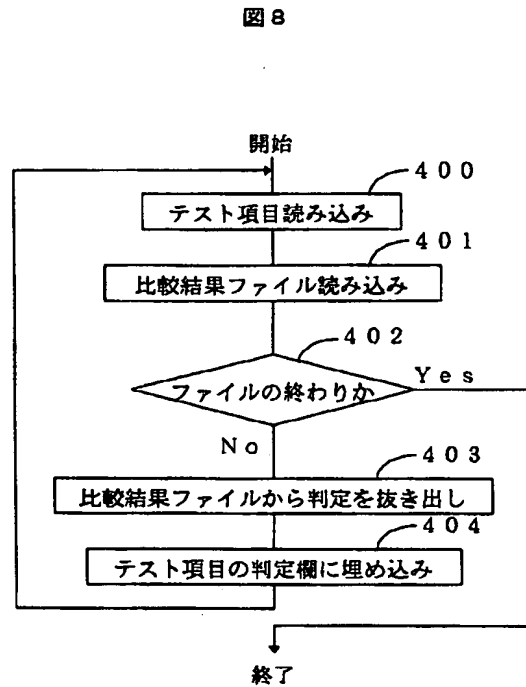 図8
開始
400
テスト項目読み込み
401
比較結果ファイル読み込み
402
ファイルの終わりか
Yes
No
403
比較結果ファイルから判定を抜き出し
404
テスト項目の判定欄に埋め込み
終了